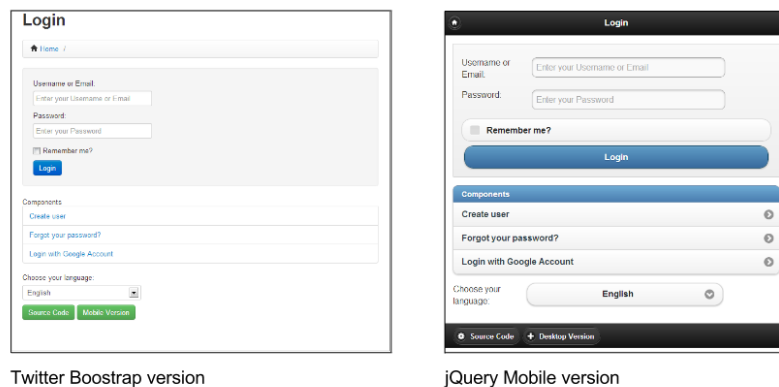 Login
Home /
Username or Email:
Enter your Username or Email
Password:
Enter your Password
Remember me?
Login
Components
Create user
Forgot your password?
Login with Google Account
Choose your language:
English
Source Code Mobile Version
Twitter Boostrap version
Login
Username or
Email:
Enter your Username or Email
Password:
Enter your Password
Remember me?
Login
Components
Create user
Forgot your password?
Login with Google Account
Choose your
language:
English
Source Code Desktop Version
jQuery Mobile version